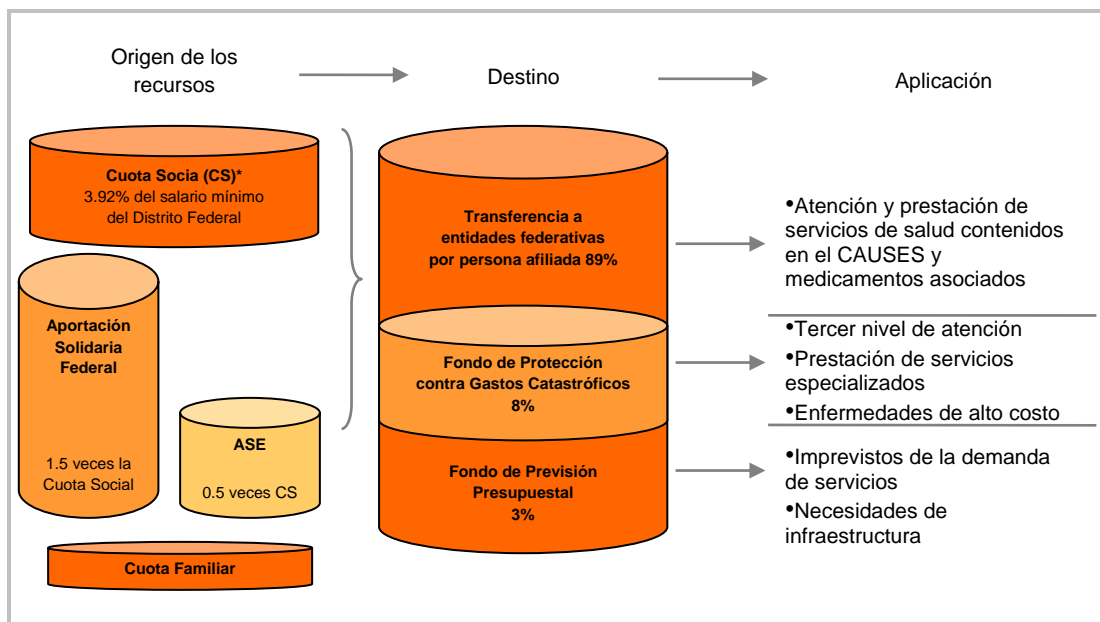 Origen de los
recursos
Destino
Aplicación
Cuota Socia (CS)*
3.92% del salario mínimo
del Distrito Federal
Aportación
Solidaria
Federal
1.5 veces la
Cuota Social
ASE
0.5 veces CS
Cuota Familiar
Transferencia a
entidades federativas
por persona afiliada 89%
Fondo de Protección
contra Gastos Catastróficos
8%
Fondo de Previsión
Presupuestal
3%
•Atención y prestación de
servicios de salud contenidos
en el CAUSES y
medicamentos asociados
•Tercer nivel de atención
•Prestación de servicios
especializados
•Enfermedades de alto costo
•Imprevistos de la demanda
de servicios
•Necesidades de
infraestructura